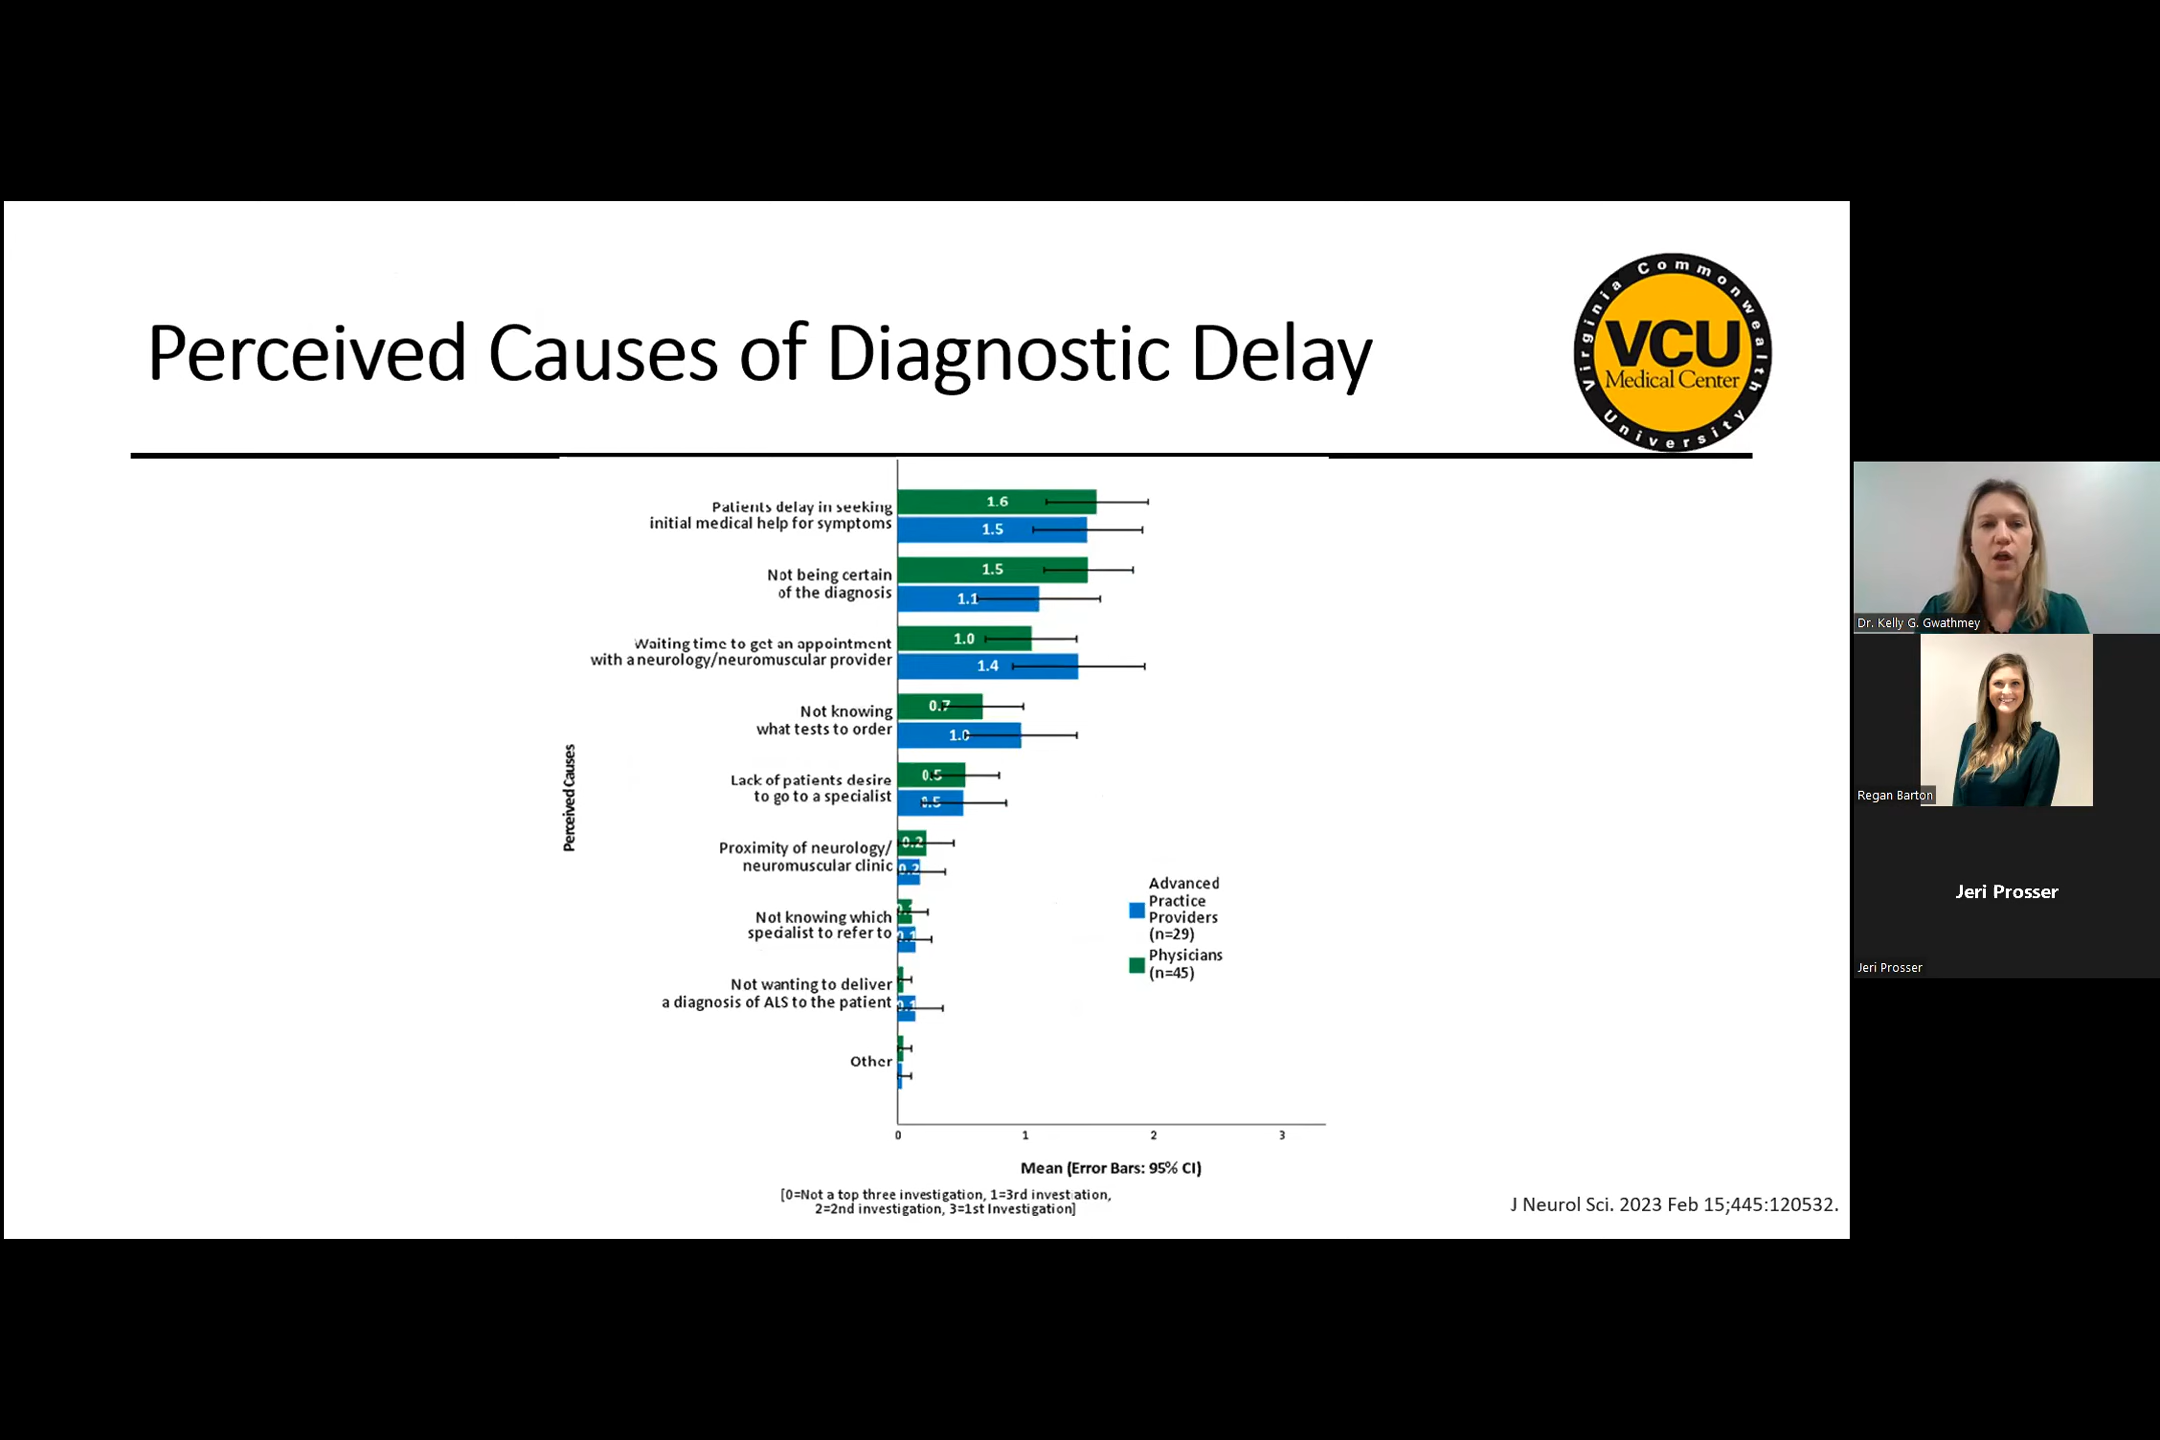 Perceived Causes of Diagnostic Delay
Virginia Commonwealth
University
VCU
Medical Center
Perceived Causes
Patients delay in seeking
initial medical help for symptoms
1.6
1.5
Not being certain
of the diagnosis
1.5
1.1
Waiting time to get an appointment
with a neurology/neuromuscular provider
1.0
1.4
Not knowing
what tests to order
0.7
1.0
Lack of patients desire
to go to a specialist
0.5
0.5
Proximity of neurology/
neuromuscular clinic
0.2
0.2
Not knowing which
specialist to refer to
0.1
Not wanting to deliver
a diagnosis of ALS to the patient
0.1
Other
Advanced
Practice
Providers
(n=29)
Physicians
(n=45)
0 1 2 3
Mean (Error Bars: 95% CI)
[0=Not a top three investigation, 1=3rd investigation,
2=2nd investigation, 3=1st Investigation]
J Neurol Sci. 2023 Feb 15;445:120532.
Dr. Kelly G. Gwathmey
Regan Barton
Jeri Prosser
Jeri Prosser